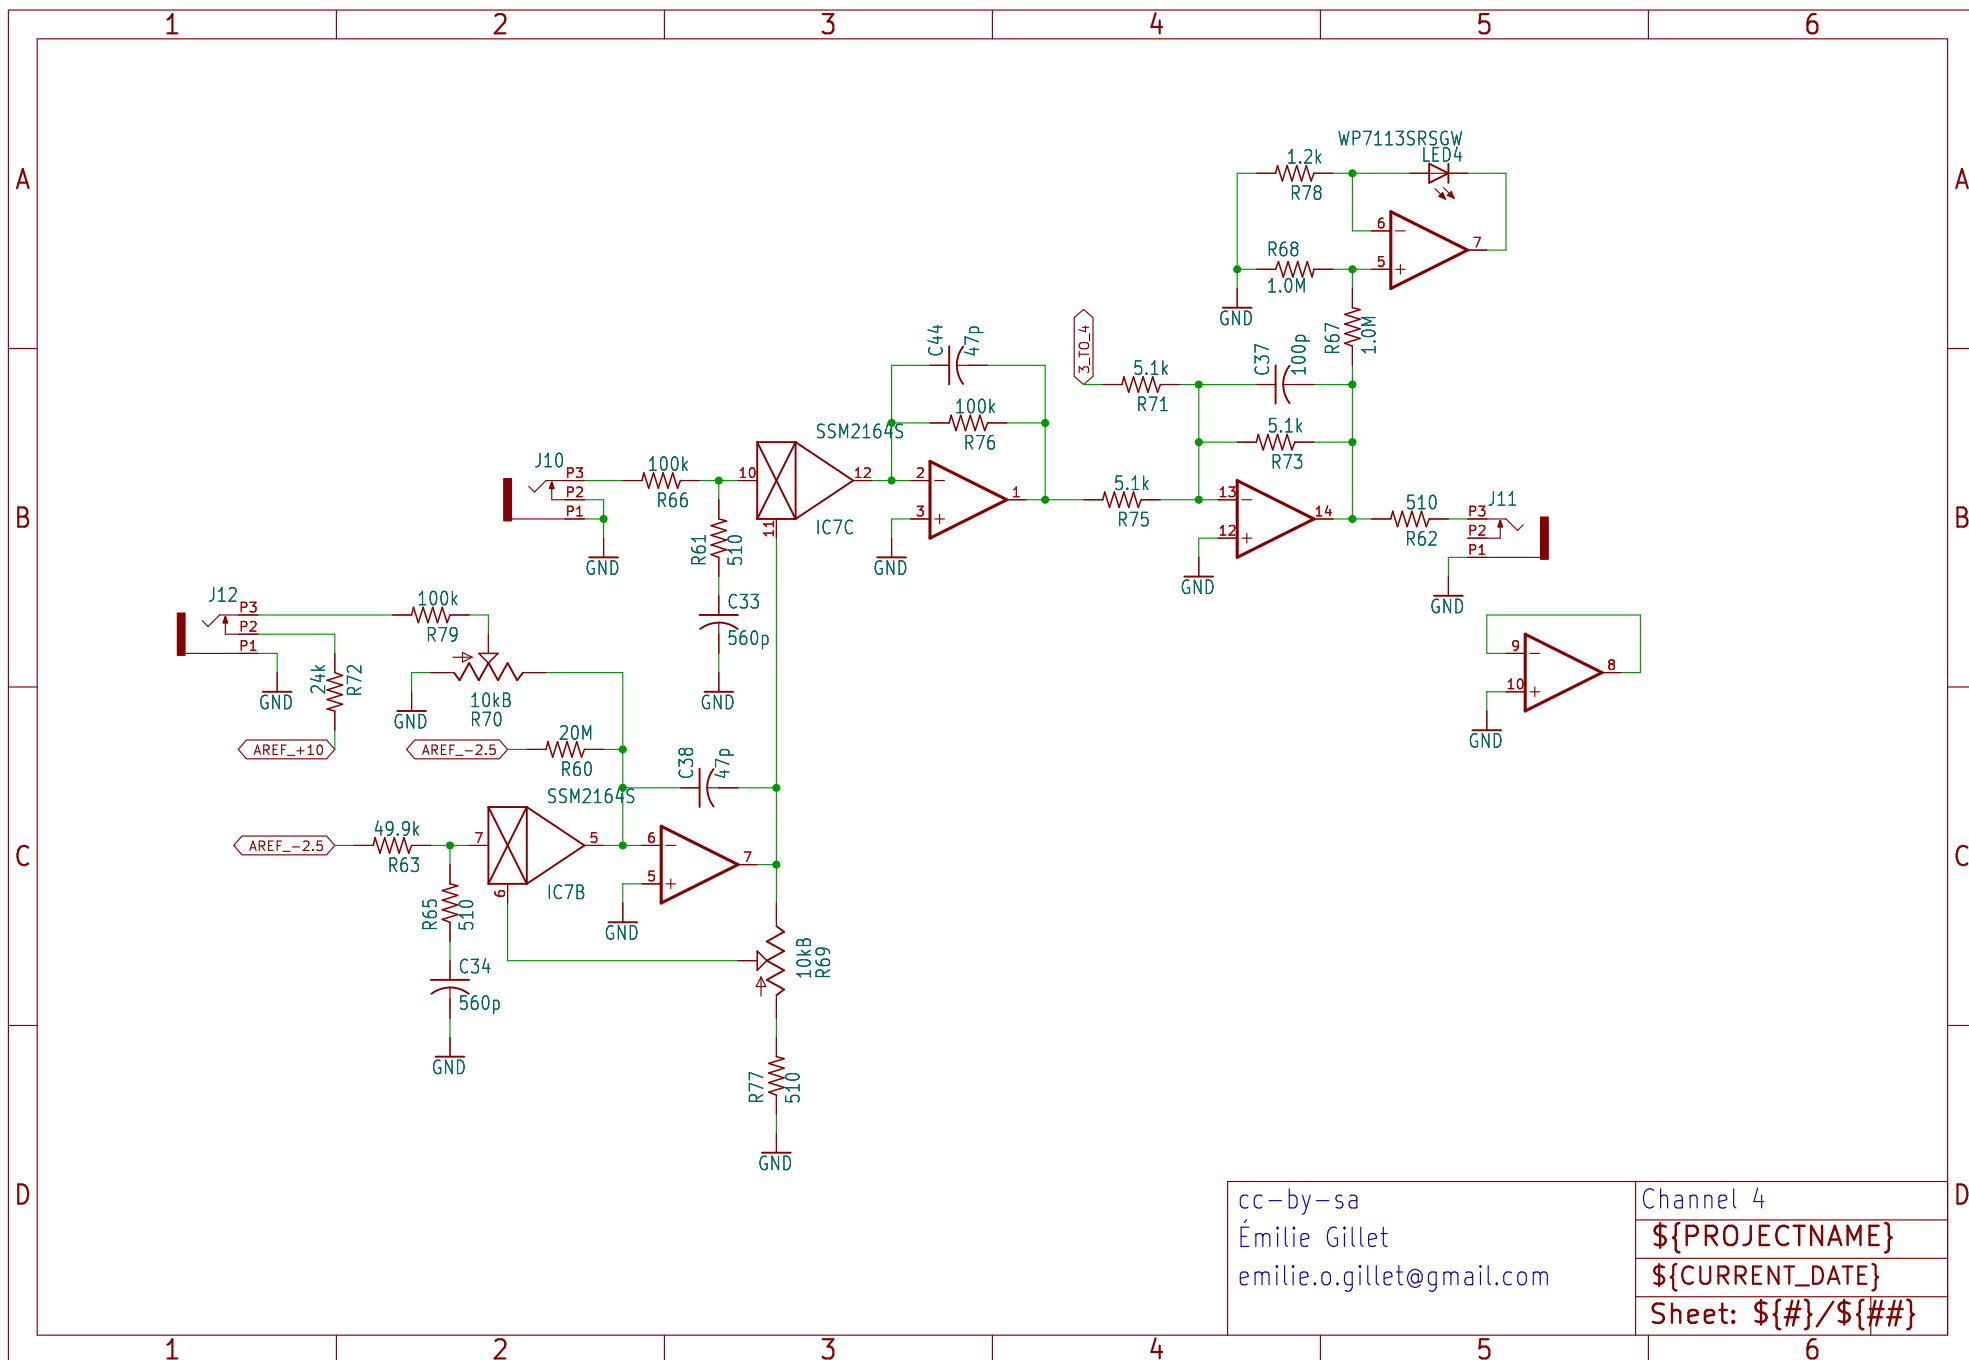 1 2 3 4 5 6
A A
WP7113SRSGW
LED4
1.2k
R78
6
7
R68
5
1.0M
GND
R67
1.0M
C44
47p
3_TO_4
C37
100p
5.1k
R71
100k
R76
SSM2164S
5.1k
R73
J10
P3
P2
P1
GND
100k
R66
10
12
11
IC7C
R61
510
C33
560p
GND
2
3
1
GND
5.1k
R75
13
12
14
GND
510
R62
J11
P3
P2
P1
GND
B B
J12
P3
P2
P1
GND
24k
R72
100k
R79
10kB
R70
GND
9
10
8
GND
AREF_+10
AREF_-2.5
20M
R60
C38
47p
SSM2164S
AREF_-2.5
49.9k
R63
7
5
6
IC7B
6
5
7
GND
C C
R65
510
C34
560p
GND
10kB
R69
R77
510
GND
D D
cc-by-sa
Émilie Gillet
emilie.o.gillet@gmail.com
Channel 4
${PROJECTNAME}
${CURRENT_DATE}
Sheet: ${#}/${##}
1 2 3 4 5 6